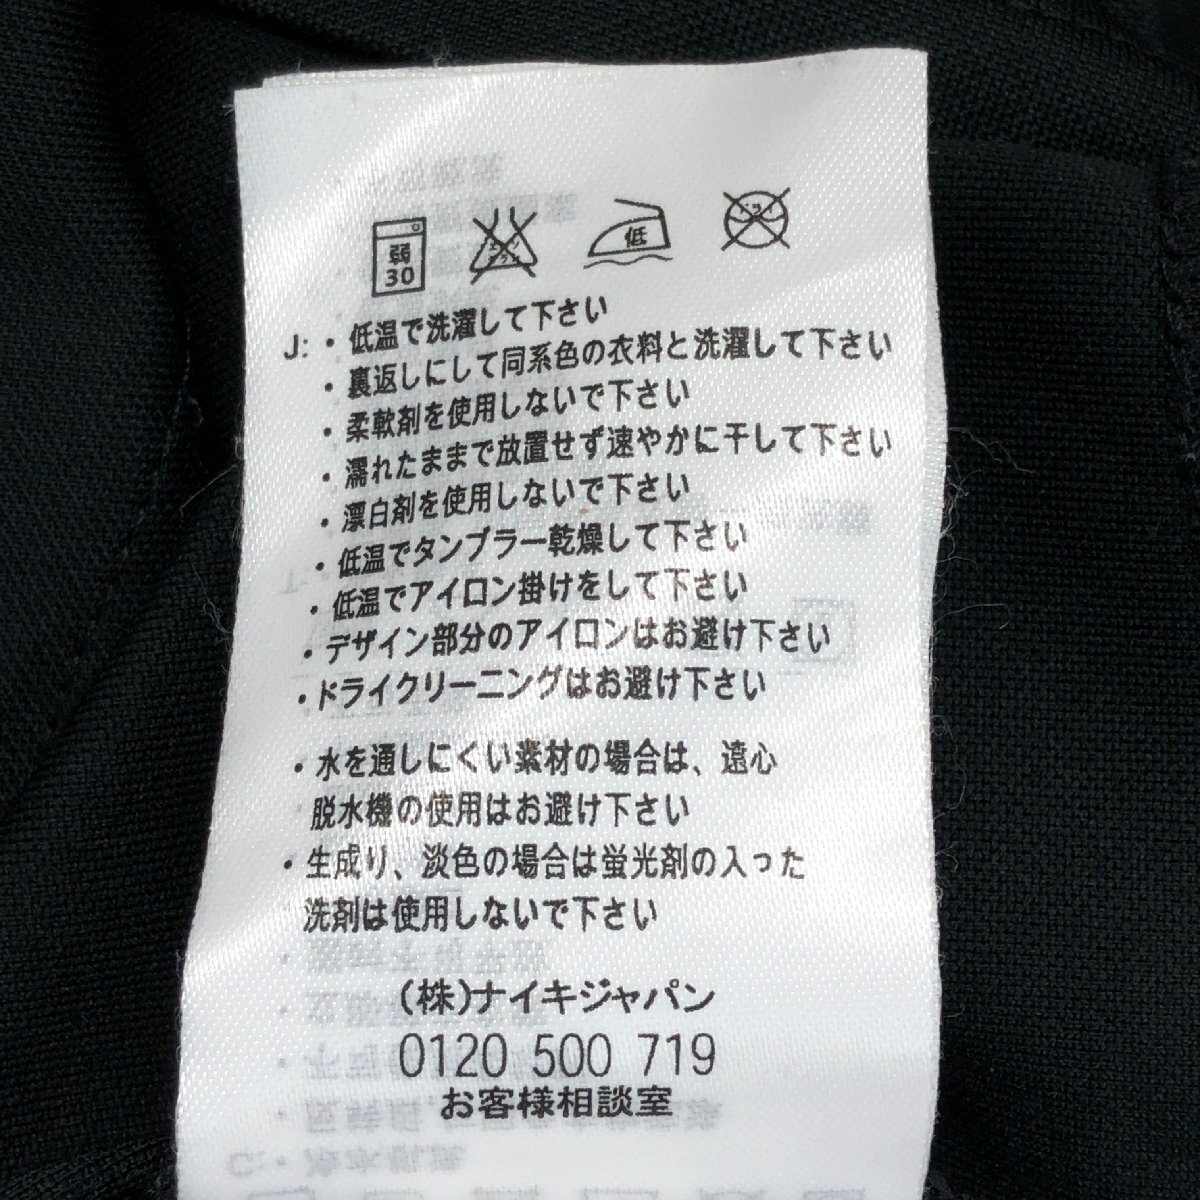 弱
30
低
J: ・低温で洗濯して下さい
・裏返しにして同系色の衣料と洗濯して下さい
・柔軟剤を使用しないで下さい
・濡れたままで放置せず速やかに干して下さい
・漂白剤を使用しないで下さい
・低温でタンブラー乾燥して下さい
・低温でアイロン掛けをして下さい
・デザイン部分のアイロンはお避け下さい
・ドライクリーニングはお避け下さい
・水を通しにくい素材の場合は、遠心
脱水機の使用はお避け下さい
・生成り、淡色の場合は蛍光剤の入った
洗剤は使用しないで下さい
(株)ナイキジャパン
0120 500 719
お客様相談室